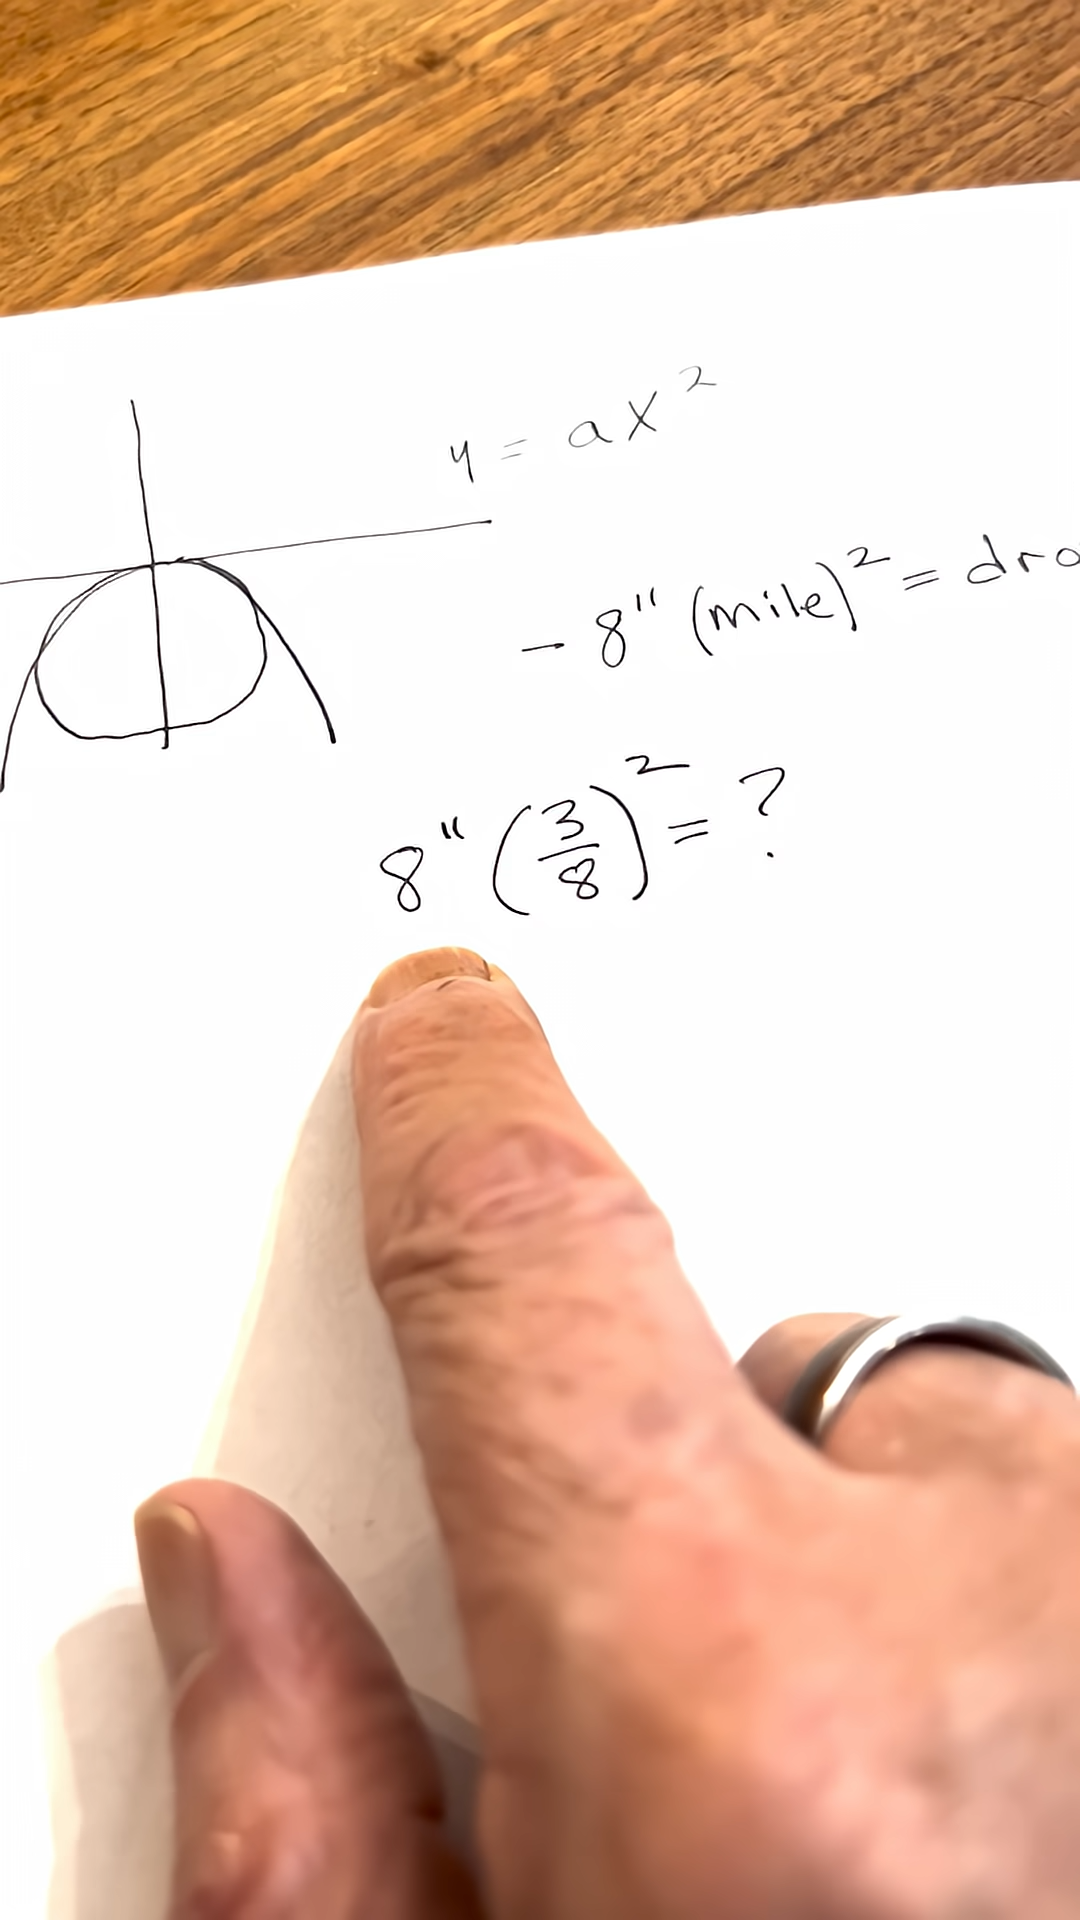 y = ax²
- 8" (mile)² = dro
8" (3/8)² = ?